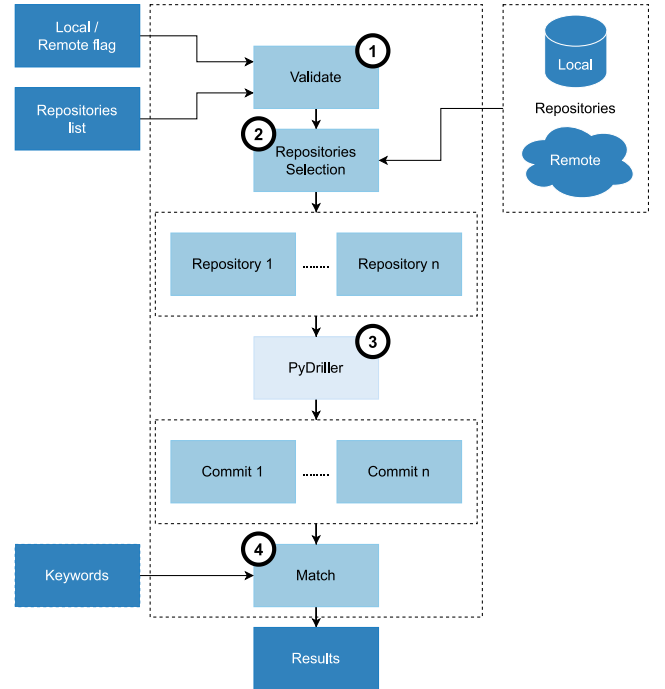 Local /
Remote flag
1
Validate
Local
Repositories
list
Repositories
2
Repositories
Selection
Remote
Repository 1
........
Repository n
3
PyDriller
Commit 1
........
Commit n
4
Keywords
Match
Results